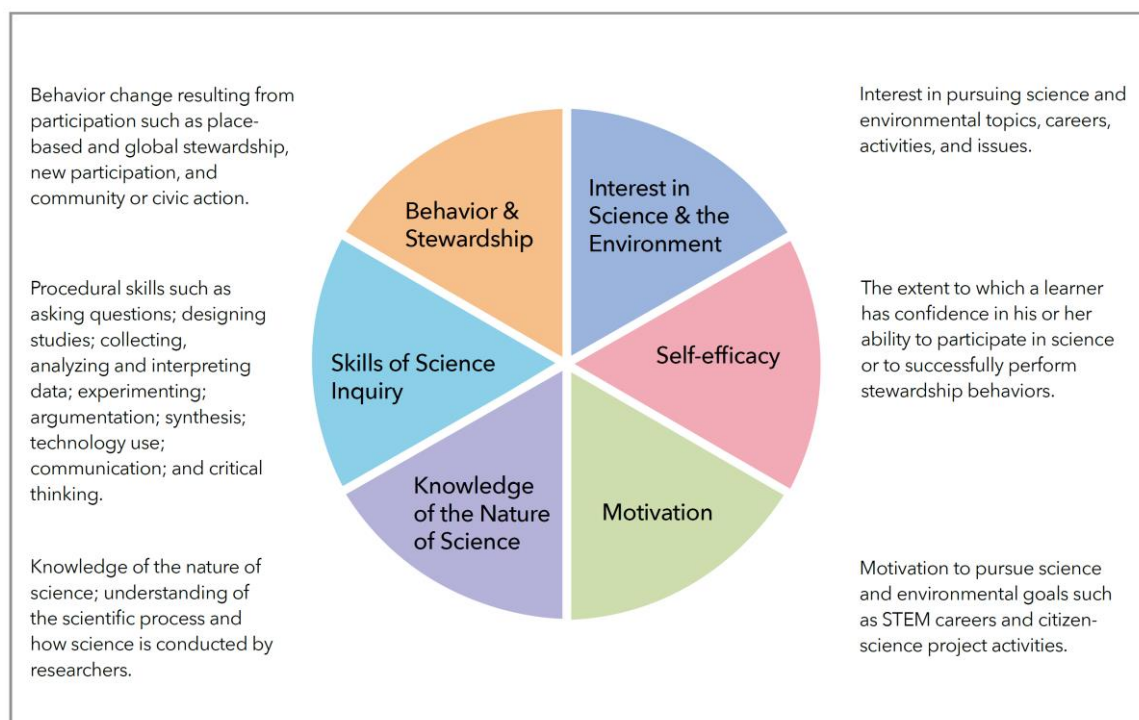 Behavior change resulting from
participation such as place-
based and global stewardship,
new participation, and
community or civic action.
Procedural skills such as
asking questions; designing
studies; collecting,
analyzing and interpreting
data; experimenting;
argumentation; synthesis;
technology use;
communication; and critical
thinking.
Knowledge of the nature of
science; understanding of
the scientific process and
how science is conducted by
researchers.
Behavior &
Stewardship
Interest in
Science & the
Environment
Skills of Science
Inquiry
Self-efficacy
Knowledge
of the Nature
of Science
Motivation
Interest in pursuing science and
environmental topics, careers,
activities, and issues.
The extent to which a learner
has confidence in his or her
ability to participate in science
or to successfully perform
stewardship behaviors.
Motivation to pursue science
and environmental goals such
as STEM careers and citizen-
science project activities.